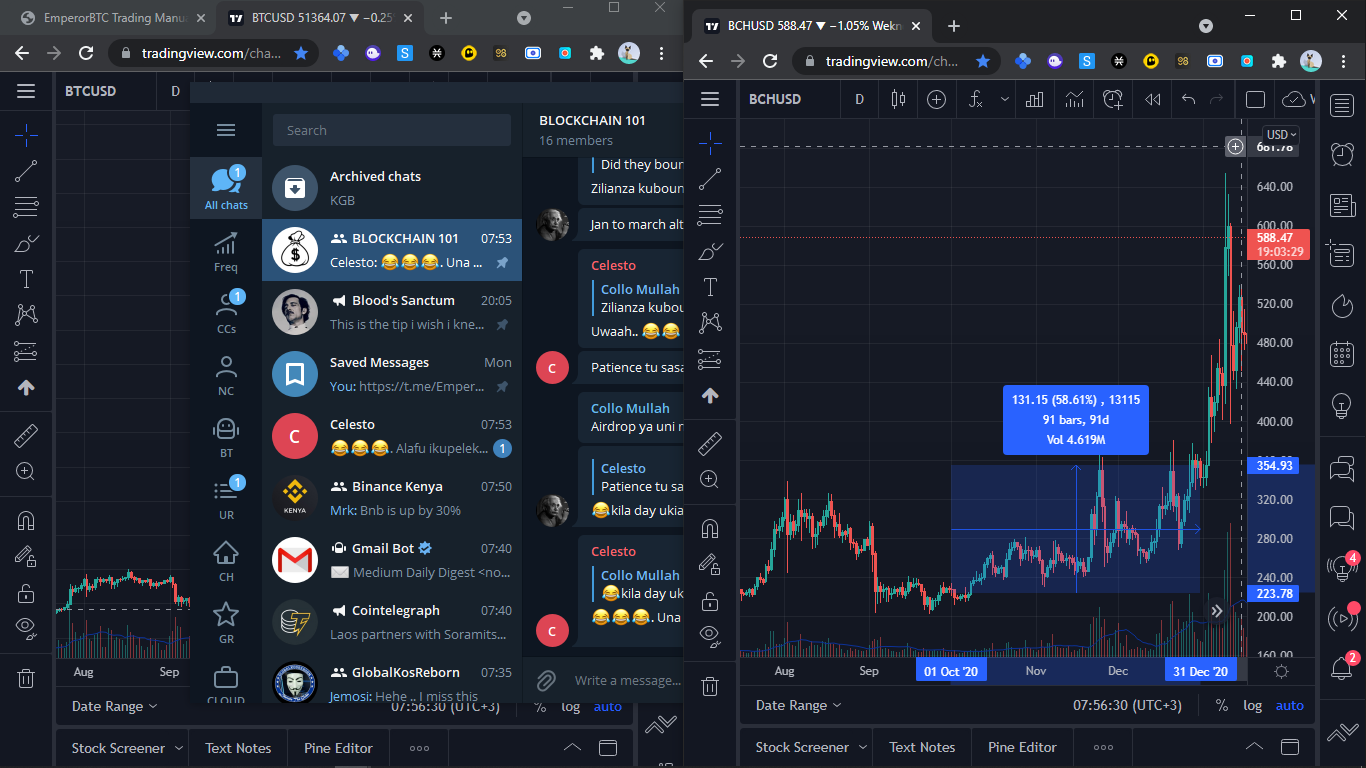 EmperorBTC Trading Manu
BTCUSD 51364.07 ▼ −0.25
tradingview.com/cha...
BTCUSD
D
Search
All chats
1
Freq
CCs
1
NC
BT
UR
1
CH
GR
CLOUD
Archived chats
KGB
BLOCKCHAIN 101 07:53
Celesto: 😂😂😂. Una ...
Blood's Sanctum 20:05
This is the tip i wish i kne...
Saved Messages Mon
You: https://t.me/Emper...
C
Celesto 07:53
😂😂😂. Alafu ikupelek... 1
KENYA
Binance Kenya 07:50
Mrk: Bnb is up by 30%
Gmail Bot 07:40
✉ Medium Daily Digest <no...
Cointelegraph 07:40
Laos partners with Soramits...
GlobalKosReborn 07:35
Jemosi: Hehe .. I miss this
BLOCKCHAIN 101
16 members
Did they boun
Zilianza kuboun
Jan to march alt
Celesto
Collo Mullah
Zilianza kubou
Uwaah.. 😂😂
C
Patience tu sasa
Collo Mullah
Airdrop ya uni n
Celesto
Patience tu sa
😂kila day ukia
Celesto
Collo Mullah
😂kila day uk
😂😂😂. Una
C
Write a message...
Aug Sep
Date Range
07:56:30 (UTC+3) % log auto
Stock Screener Text Notes Pine Editor
BCHUSD 588.47 ▼ −1.05% Wekn
tradingview.com/ch...
BCHUSD D
USD
681.78
640.00
600.00
588.47
19:03:29
560.00
520.00
480.00
440.00
400.00
354.93
320.00
280.00
240.00
223.78
200.00
160.00
131.15 (58.61%) , 13115
91 bars, 91d
Vol 4.619M
Aug Sep 01 Oct '20 Nov Dec 31 Dec '20
Date Range 07:56:30 (UTC+3) % log auto
Stock Screener Text Notes Pine Editor
4
2